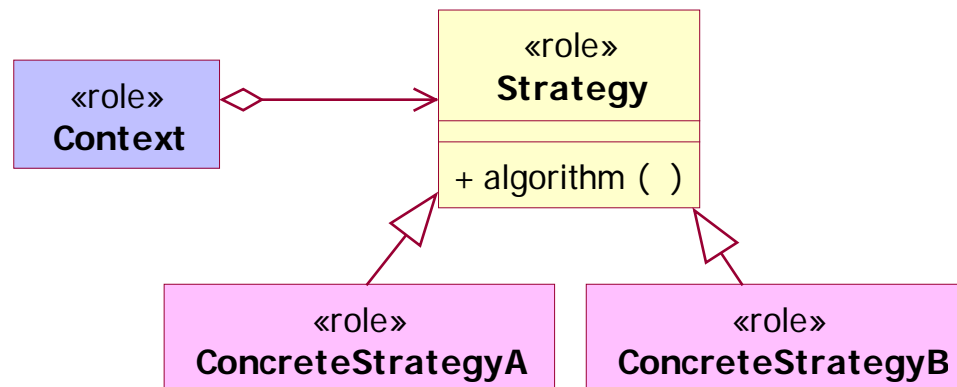 «role»
Strategy
+ algorithm ( )
«role»
Context
«role»
ConcreteStrategyA
«role»
ConcreteStrategyB